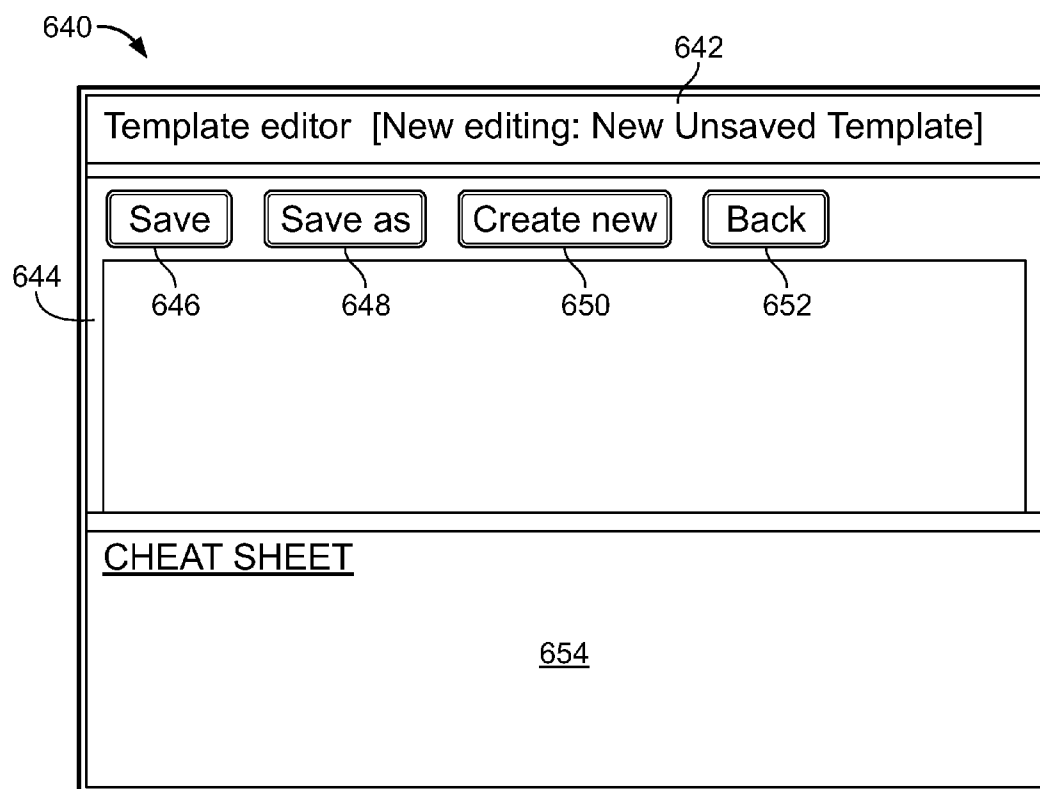 640
642
Template editor [New editing: New Unsaved Template]
Save Save as Create new Back
644
646 648 650 652
CHEAT SHEET
654